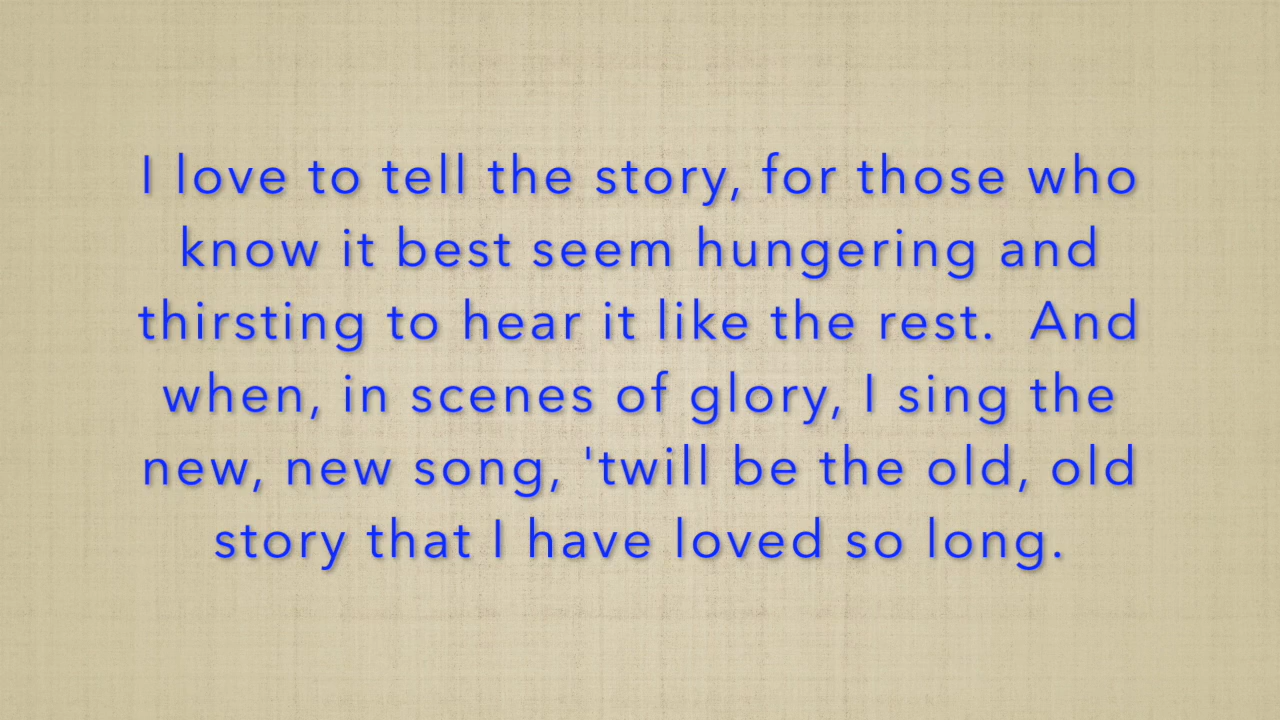 I love to tell the story, for those who
know it best seem hungering and
thirsting to hear it like the rest.  And
when, in scenes of glory, I sing the
new, new song, 'twill be the old, old
story that I have loved so long.